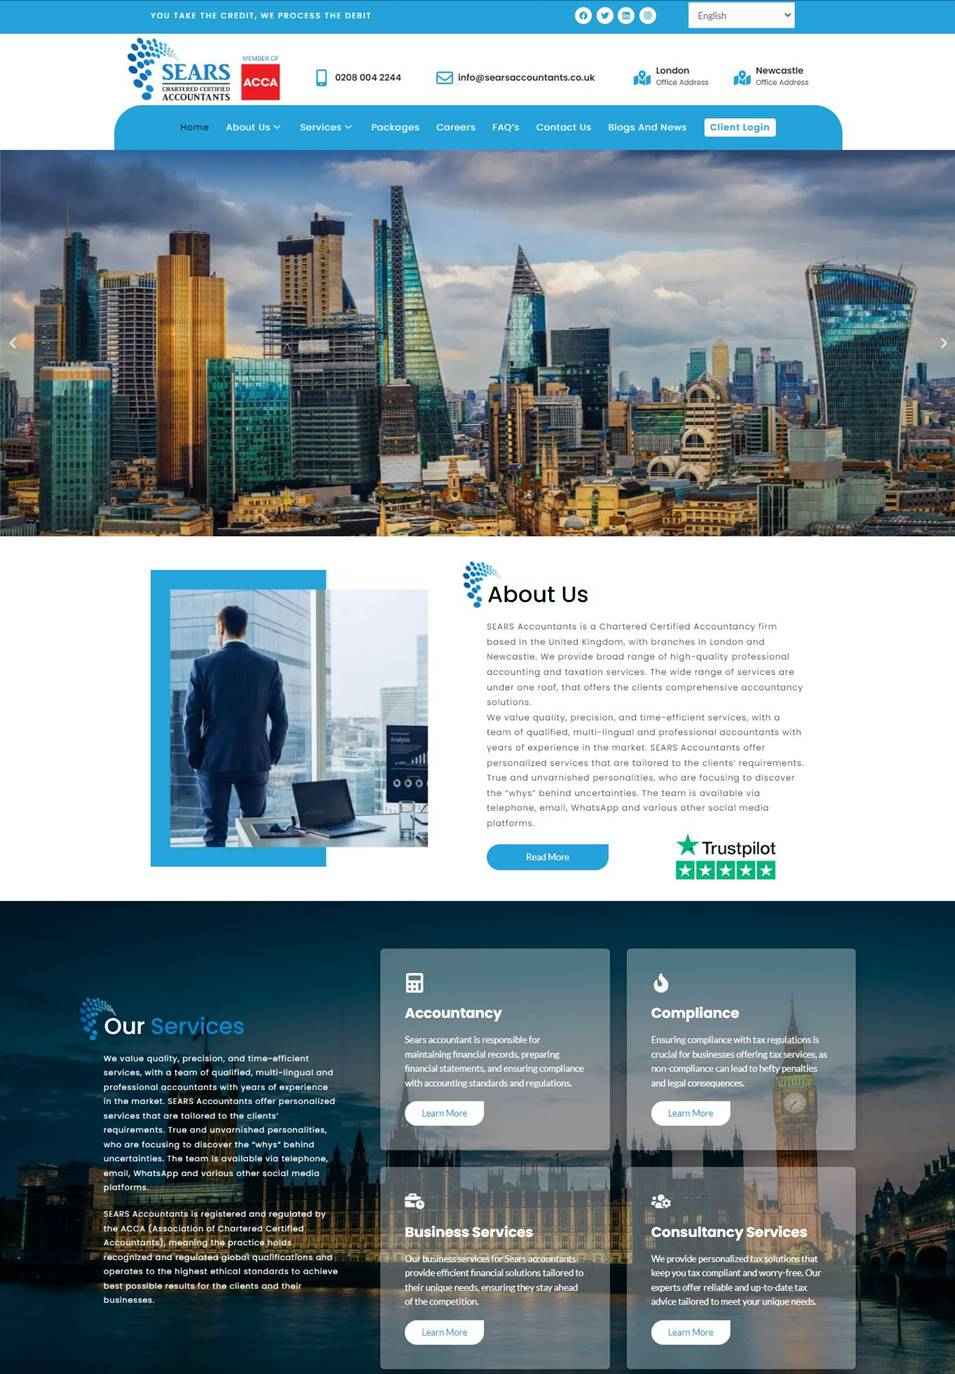 YOU TAKE THE CREDIT, WE PROCESS THE DEBIT
English
SEARS
CHARTERED CERTIFIED
ACCOUNTANTS
MEMBER OF
ACCA
0208 004 2244
info@searsaccountants.co.uk
London
Office Address
Newcastle
Office Address
Home About Us Services Packages Careers FAQ's Contact Us Blogs And News Client Login
Analysis
About Us
SEARS Accountants is a Chartered Certified Accountancy firm
based in the United Kingdom, with branches in London and
Newcastle. We provide broad range of high-quality professional
accounting and taxation services. The wide range of services are
under one roof, that offers the clients comprehensive accountancy
solutions.
We value quality, precision, and time-efficient services, with a
team of qualified, multi-lingual and professional accountants with
years of experience in the market. SEARS Accountants offer
personalized services that are tailored to the clients' requirements.
True and unvarnished personalities, who are focusing to discover
the "whys" behind uncertainties. The team is available via
telephone, email, WhatsApp and various other social media
platforms.
Read More
Trustpilot
Our Services
We value quality, precision, and time-efficient
services, with a team of qualified, multi-lingual and
professional accountants with years of experience
in the market. SEARS Accountants offer personalized
services that are tailored to the clients'
requirements. True and unvarnished personalities,
who are focusing to discover the "whys" behind
uncertainties. The team is available via telephone,
email, WhatsApp and various other social media
platforms.
SEARS Accountants is registered and regulated by
the ACCA (Association of Chartered Certified
Accountants), meaning the practice holds
recognized and regulated global qualifications and
operates to the highest ethical standards to achieve
best possible results for the clients and their
businesses.
Accountancy
Sears accountant is responsible for
maintaining financial records, preparing
financial statements, and ensuring compliance
with accounting standards and regulations.
Learn More
Compliance
Ensuring compliance with tax regulations is
crucial for businesses offering tax services, as
non-compliance can lead to hefty penalties
and legal consequences.
Learn More
Business Services
Our business services for Sears accountants
provide efficient financial solutions tailored to
their unique needs, ensuring they stay ahead
of the competition.
Learn More
Consultancy Services
We provide personalized tax solutions that
keep you tax compliant and worry-free. Our
experts offer reliable and up-to-date tax
advice tailored to meet your unique needs.
Learn More